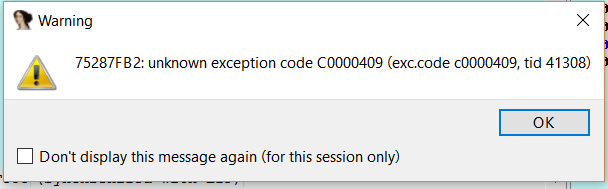 Warning
75287FB2: unknown exception code C0000409 (exc.code c0000409, tid 41308)
OK
Don't display this message again (for this session only)